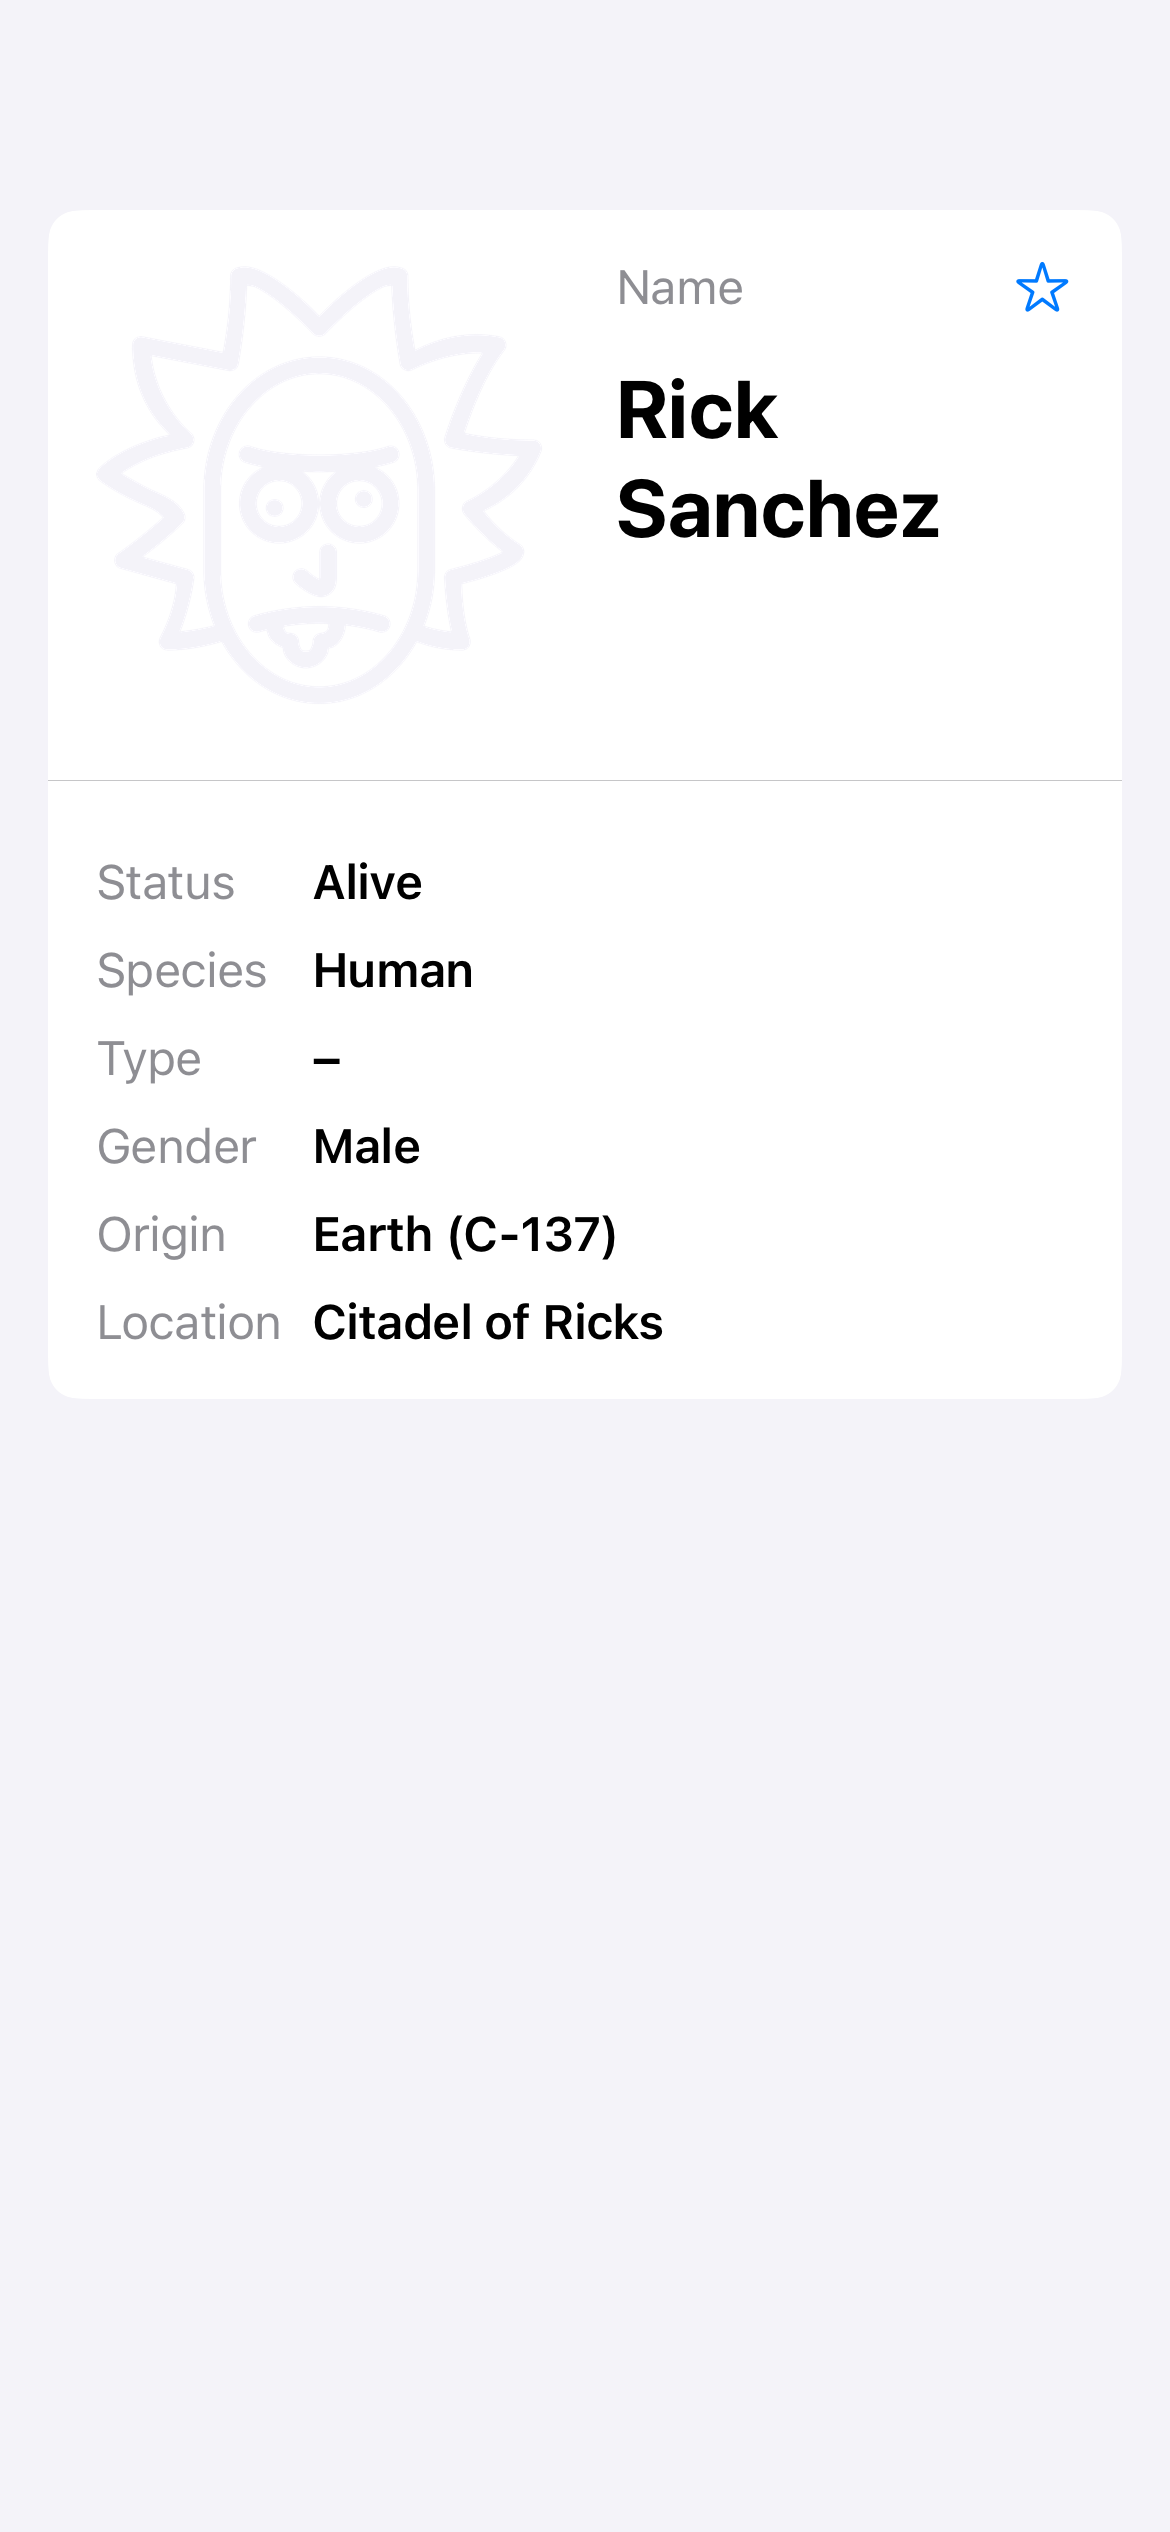 Name
Rick
Sanchez
Status Alive
Species Human
Type –
Gender Male
Origin Earth (C-137)
Location Citadel of Ricks